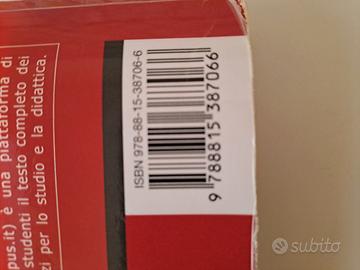 pus.it) è una piattaforma di
studenti il testo completo dei
zi per lo studio e la didattica.
ISBN 978-88-15-38706-6
9 788815 387066
subito